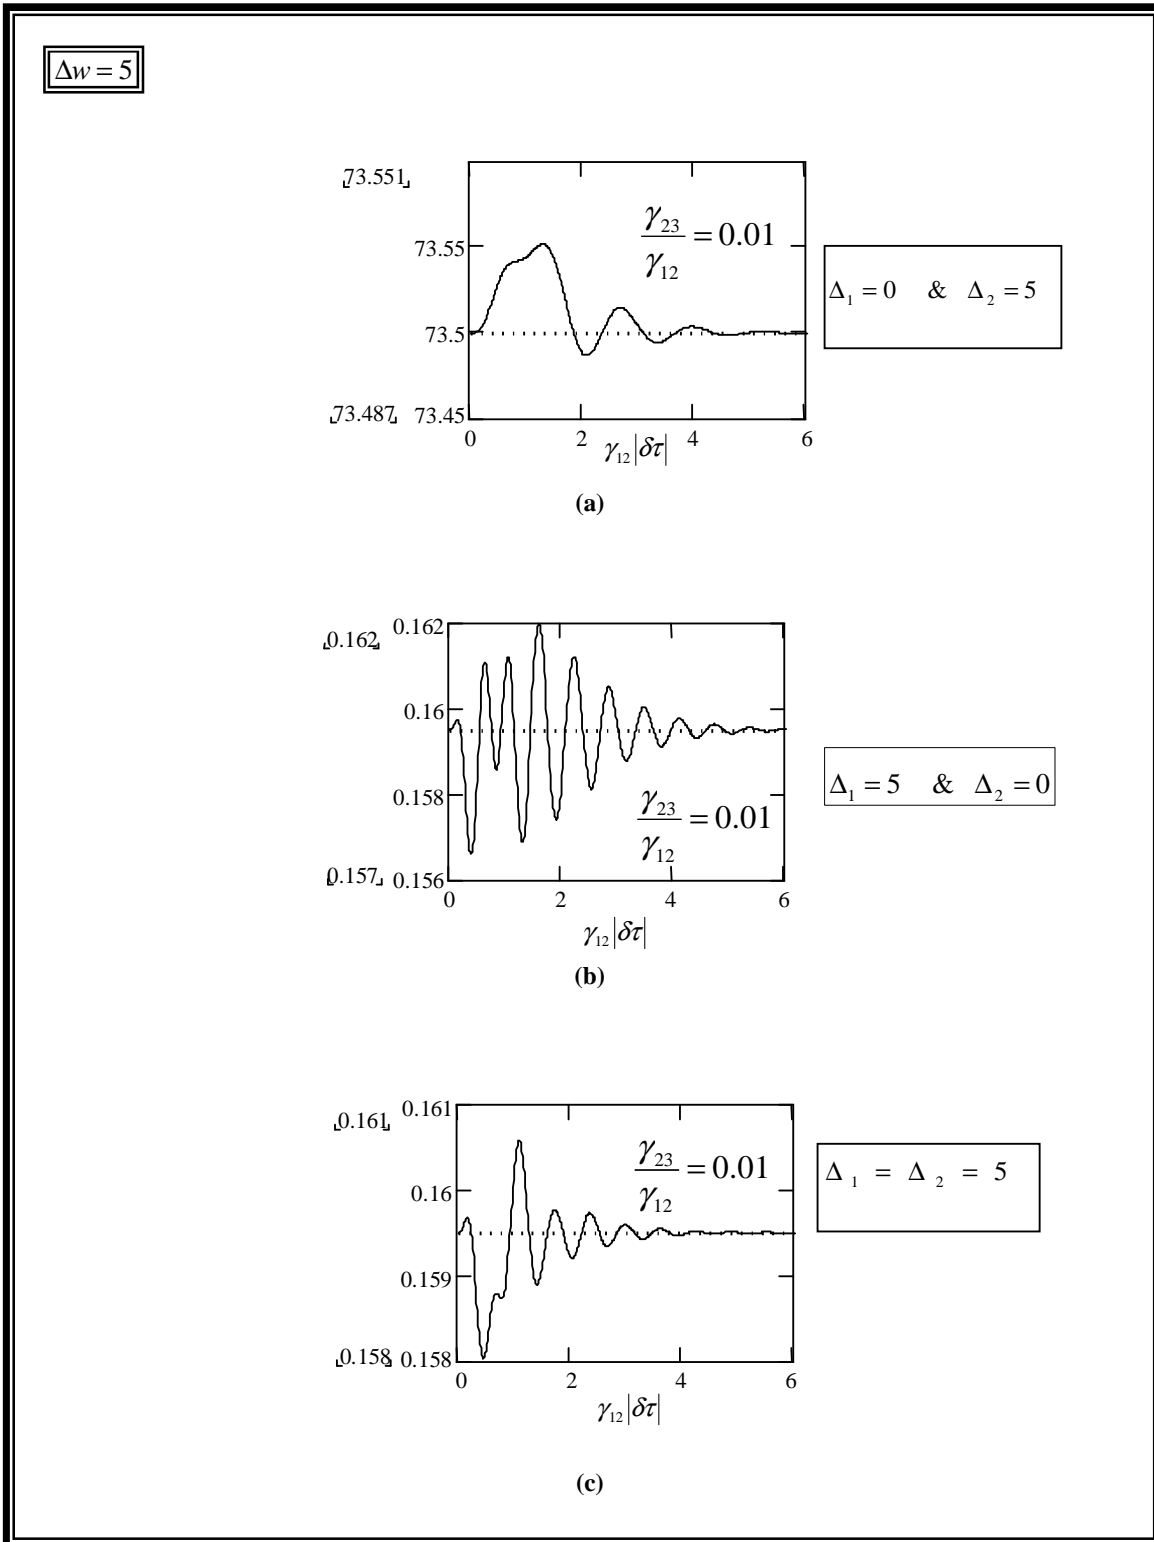 Δw = 5
73.551
73.55
73.5
73.487 73.45
γ₂₃/γ₁₂ = 0.01
Δ₁ = 0 & Δ₂ = 5
0 2 4 6
γ₁₂|δτ|
(a)
0.162 0.162
0.16
0.158
0.157 0.156
γ₂₃/γ₁₂ = 0.01
Δ₁ = 5 & Δ₂ = 0
0 2 4 6
γ₁₂|δτ|
(b)
0.161 0.161
0.16
0.159
0.158 0.158
γ₂₃/γ₁₂ = 0.01
Δ₁ = Δ₂ = 5
0 2 4 6
γ₁₂|δτ|
(c)